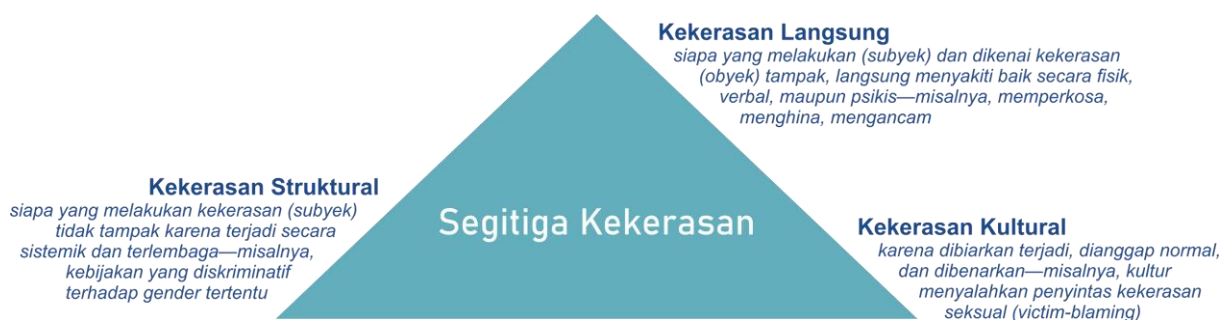 Kekerasan Langsung
siapa yang melakukan (subyek) dan dikenai kekerasan
(obyek) tampak, langsung menyakiti baik secara fisik,
verbal, maupun psikis—misalnya, memperkosa,
menghina, mengancam
Kekerasan Struktural
siapa yang melakukan kekerasan (subyek)
tidak tampak karena terjadi secara
sistemik dan terlembaga—misalnya,
kebijakan yang diskriminatif
terhadap gender tertentu
Segitiga Kekerasan
Kekerasan Kultural
karena dibiarkan terjadi, dianggap normal,
dan dibenarkan—misalnya, kultur
menyalahkan penyintas kekerasan
seksual (victim-blaming)